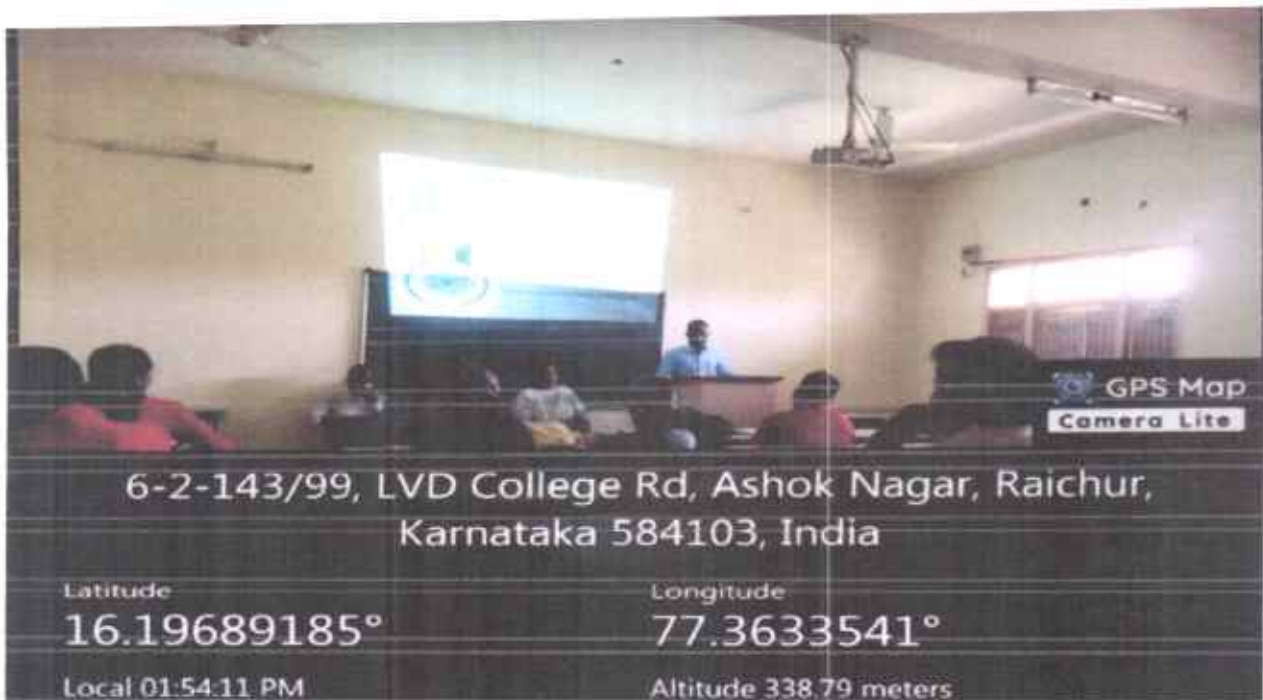 GPS Map
Camera Lite
6-2-143/99, LVD College Rd, Ashok Nagar, Raichur,
Karnataka 584103, India
Latitude
16.19689185°
Longitude
77.3633541°
Local 01:54:11 PM
Altitude 338.79 meters